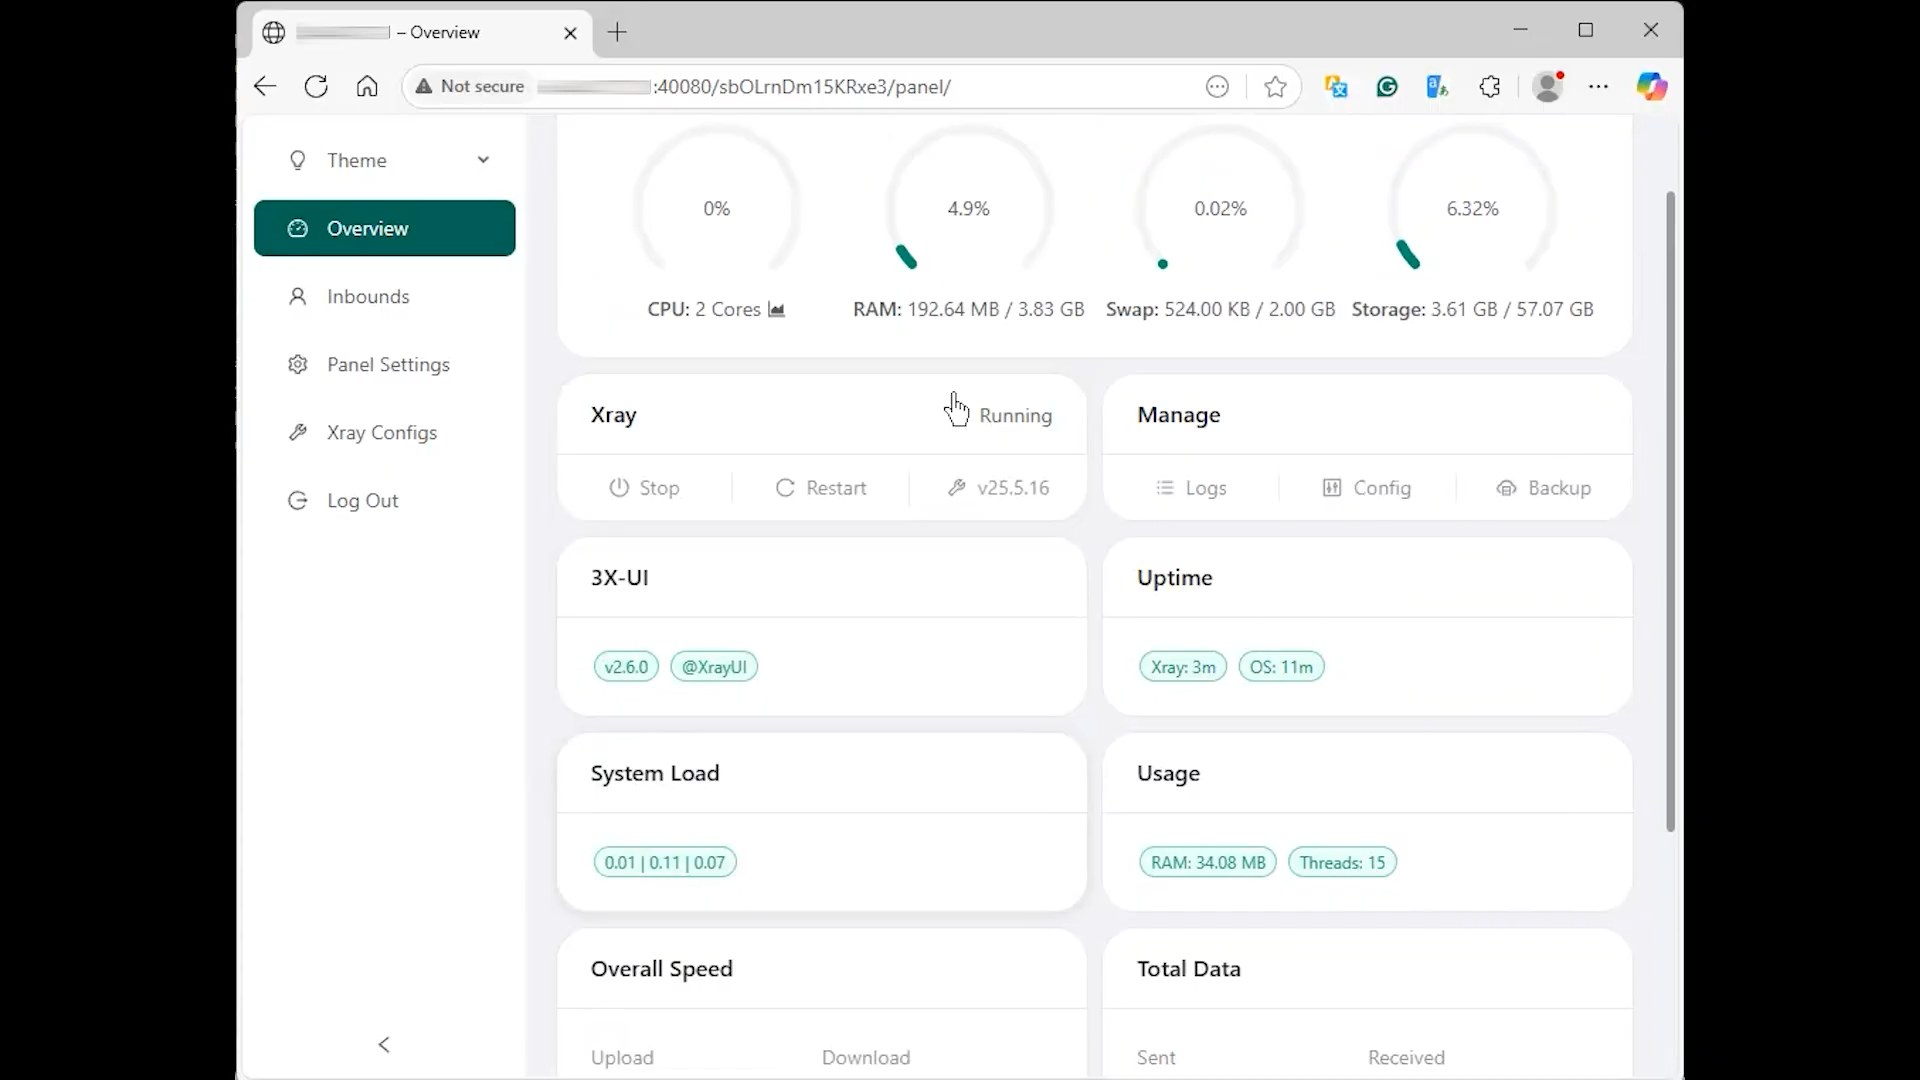 – Overview
Not secure
:40080/sbOLrnDm15KRxe3/panel/
Theme
Overview
Inbounds
Panel Settings
Xray Configs
Log Out
0%
4.9%
0.02%
6.32%
CPU: 2 Cores
RAM: 192.64 MB / 3.83 GB
Swap: 524.00 KB / 2.00 GB
Storage: 3.61 GB / 57.07 GB
Xray
Running
Stop
Restart
v25.5.16
Manage
Logs
Config
Backup
3X-UI
v2.6.0
@XrayUI
Uptime
Xray: 3m
OS: 11m
System Load
0.01 | 0.11 | 0.07
Usage
RAM: 34.08 MB
Threads: 15
Overall Speed
Upload
Download
Total Data
Sent
Received